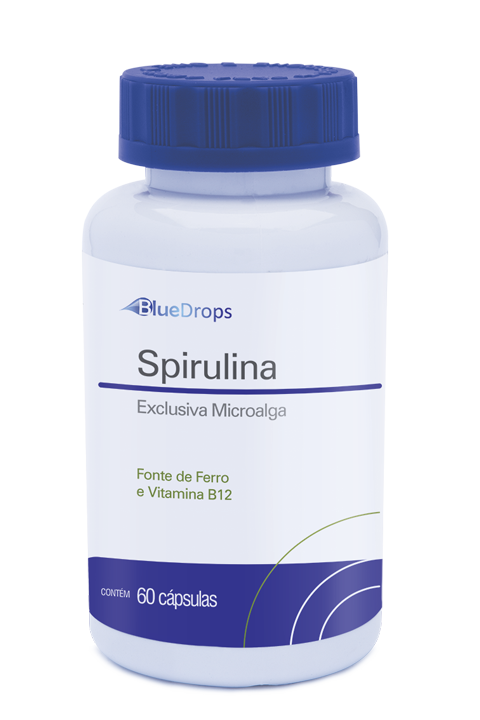 BlueDrops
Spirulina
Exclusiva Microalga
Fonte de Ferro
e Vitamina B12
CONTÉM 60 cápsulas